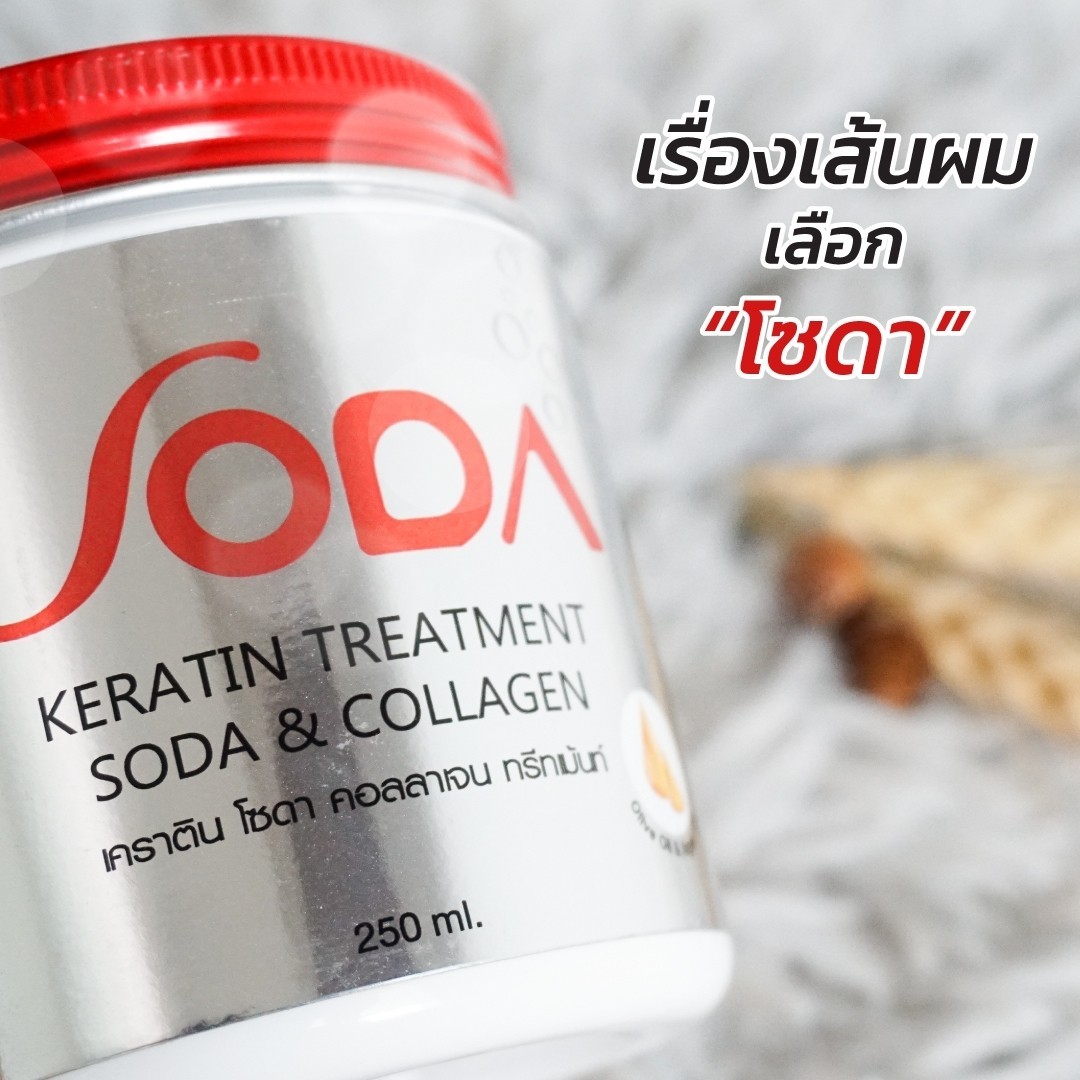 เรื่องเส้นผม
เลือก
“โซดา”
SODA
KERATIN TREATMENT
SODA & COLLAGEN
เคราติน โซดา คอลลาเจน ทรีทเม้นท์
Olive Oil &
250 ml.